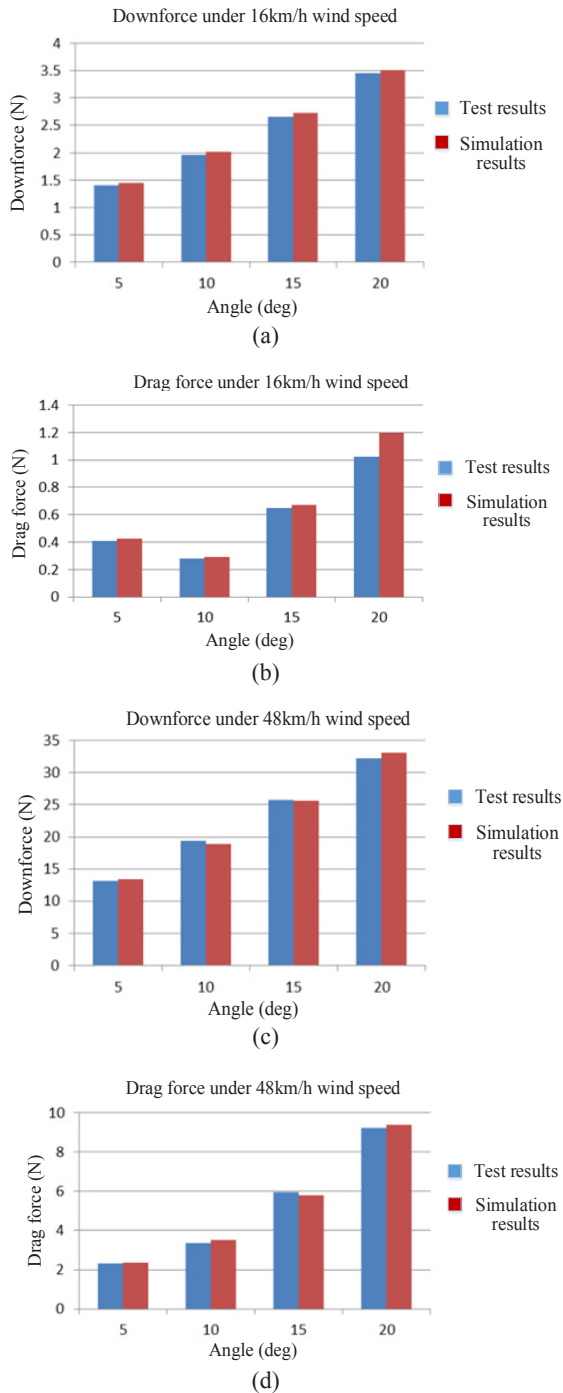 Downforce under 16km/h wind speed
4
3.5
3
2.5
2
1.5
1
0.5
0
Downforce (N)
5 10 15 20
Angle (deg)
Test results
Simulation
results
(a)
Drag force under 16km/h wind speed
1.4
1.2
1
0.8
0.6
0.4
0.2
0
Drag force (N)
5 10 15 20
Angle (deg)
Test results
Simulation
results
(b)
Downforce under 48km/h wind speed
35
30
25
20
15
10
5
0
Downforce (N)
5 10 15 20
Angle (deg)
Test results
Simulation
results
(c)
Drag force under 48km/h wind speed
10
8
6
4
2
0
Drag force (N)
5 10 15 20
Angle (deg)
Test results
Simulation
results
(d)